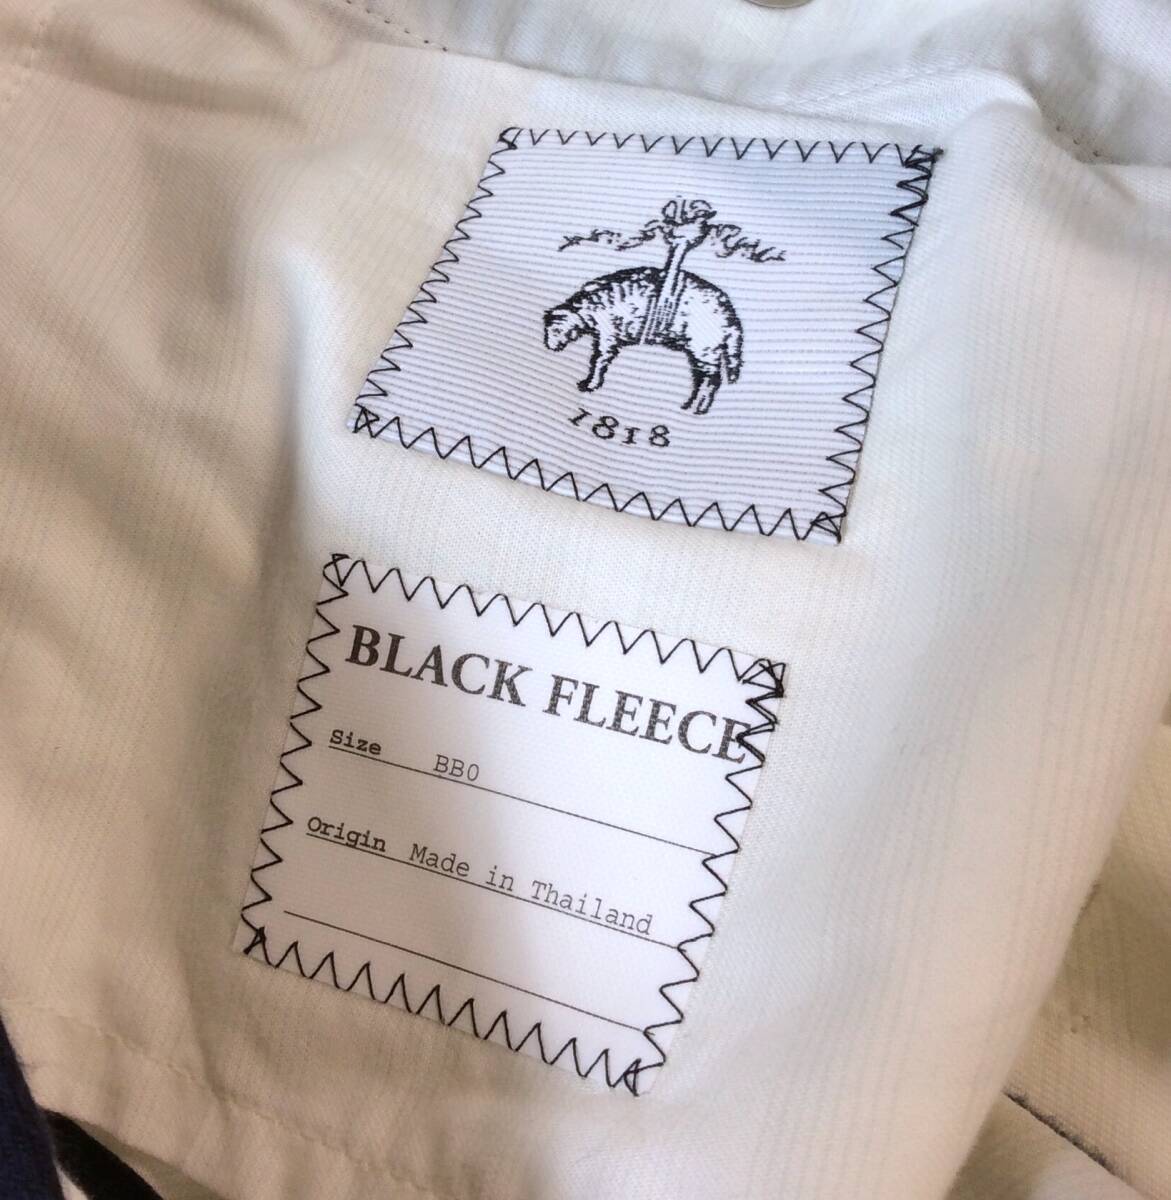 1818
BLACK FLEECE
Size BB0
Origin Made in Thailand